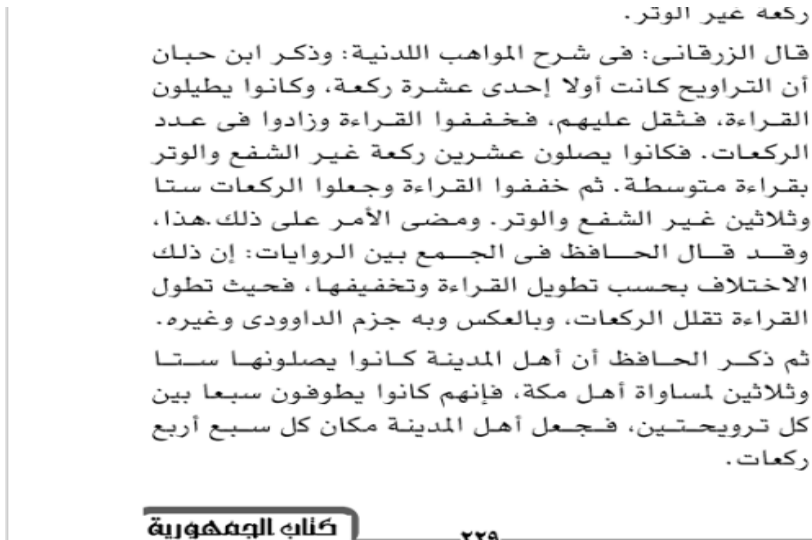 ركعة غير الوتر.
قال الزرقانى: فى شرح المواهب اللدنية: وذكر ابن حبان
أن التراويح كانت أولا إحدى عشرة ركعة، وكانوا يطيلون
القراءة، فثقل عليهم، فخففوا القراءة وزادوا فى عدد
الركعات. فكانوا يصلون عشرين ركعة غير الشفع والوتر
بقراءة متوسطة. ثم خففوا القراءة وجعلوا الركعات ستا
وثلاثين غير الشفع والوتر. ومضى الأمر على ذلك.هذا،
وقد قال الحافظ فى الجمع بين الروايات: إن ذلك
الاختلاف بحسب تطويل القراءة وتخفيفها، فحيث تطول
القراءة تقلل الركعات، وبالعكس وبه جزم الداوودى وغيره.
ثم ذكر الحافظ أن أهل المدينة كانوا يصلونها ستا
وثلاثين لمساواة أهل مكة، فإنهم كانوا يطوفون سبعا بين
كل ترويحتين، فجعل أهل المدينة مكان كل سبع أربع
ركعات.
كتاب الجمهورية ٢٢٩